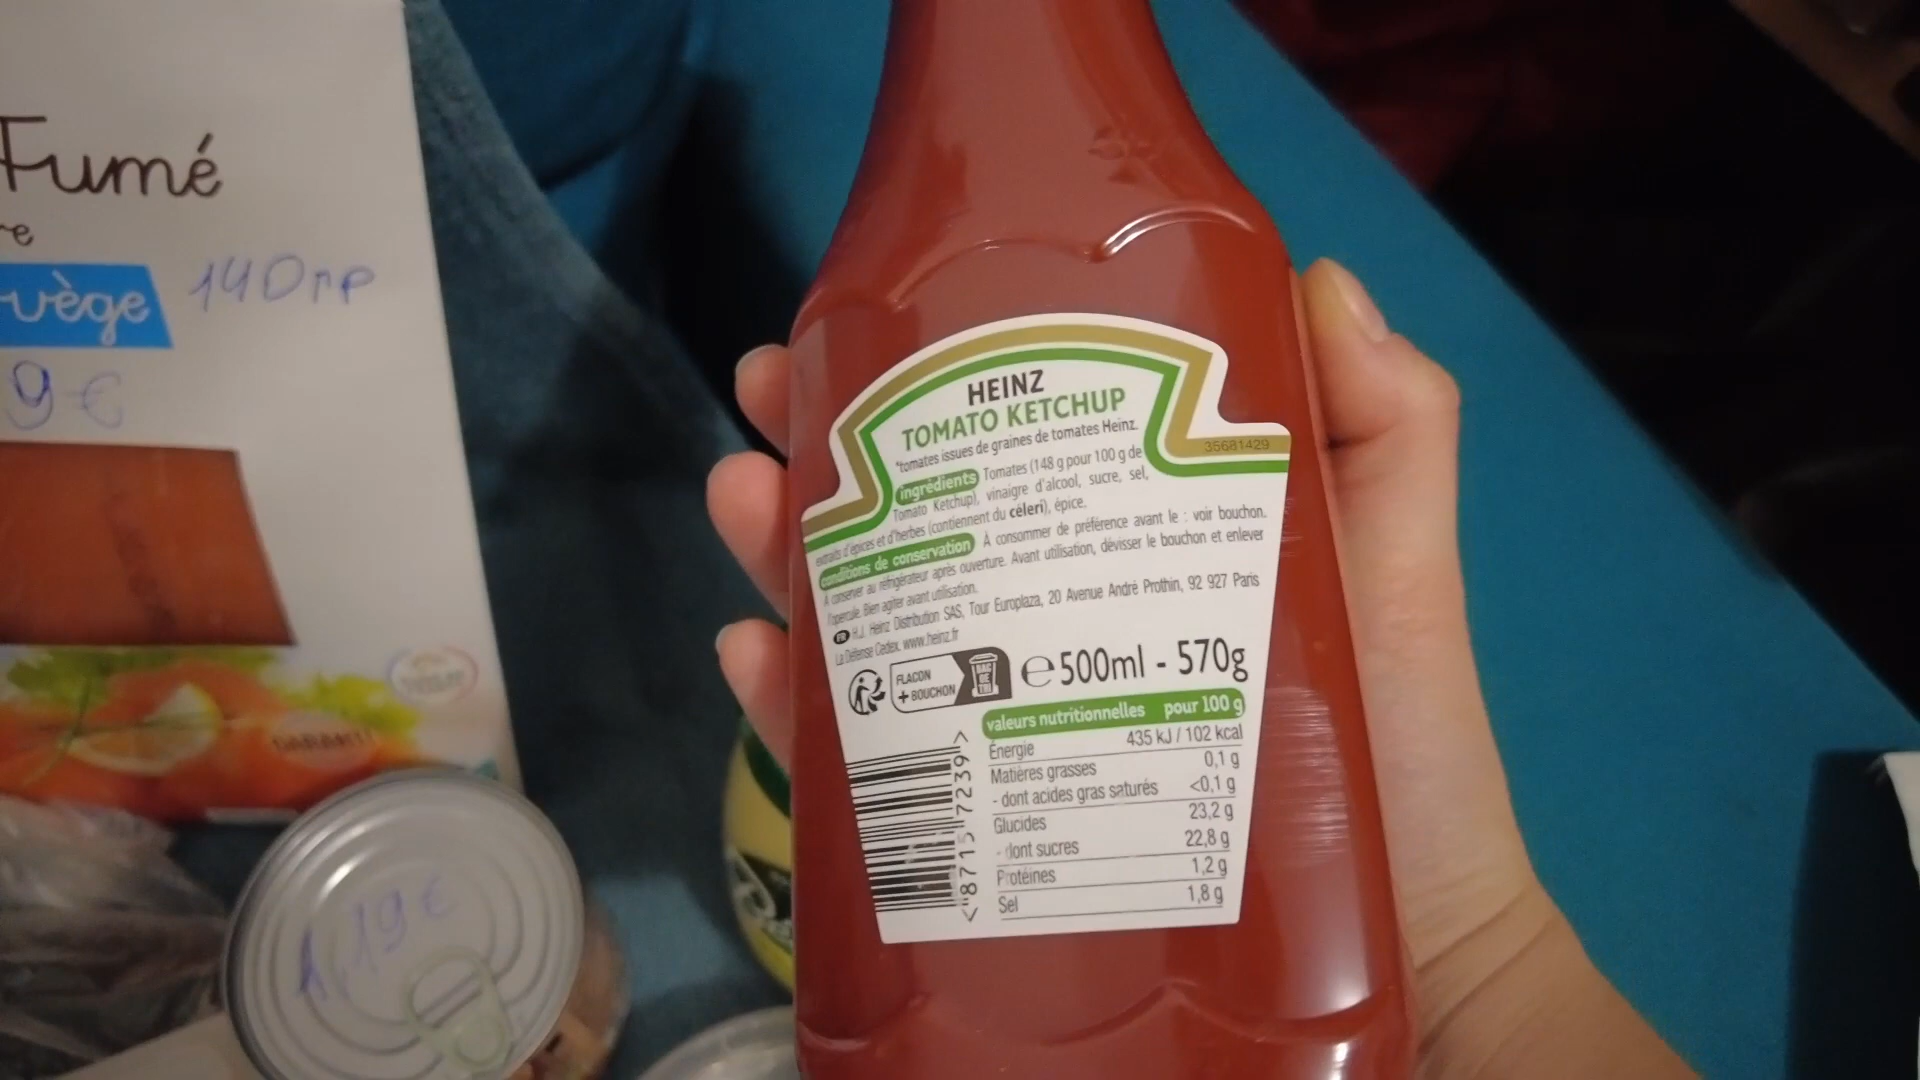 Fumé
re
vège
140гр
9€
1,19€
HEINZ
TOMATO KETCHUP
*tomates issues de graines de tomates Heinz.
35681429
ingrédients Tomates (148 g pour 100 g de
Tomato Ketchup), vinaigre d'alcool, sucre, sel,
extraits d'épices et d'herbes (contiennent du céleri), épice.
conditions de conservation À consommer de préférence avant le : voir bouchon.
A conserver au réfrigérateur après ouverture. Avant utilisation, dévisser le bouchon et enlever
l'opercule. Bien agiter avant utilisation.
FR H.J. Heinz Distribution SAS, Tour Europlaza, 20 Avenue André Prothin, 92 927 Paris
La Défense Cedex. www.heinz.fr
FLACON
+ BOUCHON
BAC
DE
TRI
e 500ml - 570g
valeurs nutritionnelles pour 100 g
Énergie 435 kJ / 102 kcal
Matières grasses 0,1 g
- dont acides gras saturés <0,1 g
Glucides 23,2 g
- dont sucres 22,8 g
Protéines 1,2 g
Sel 1,8 g
8715 7239